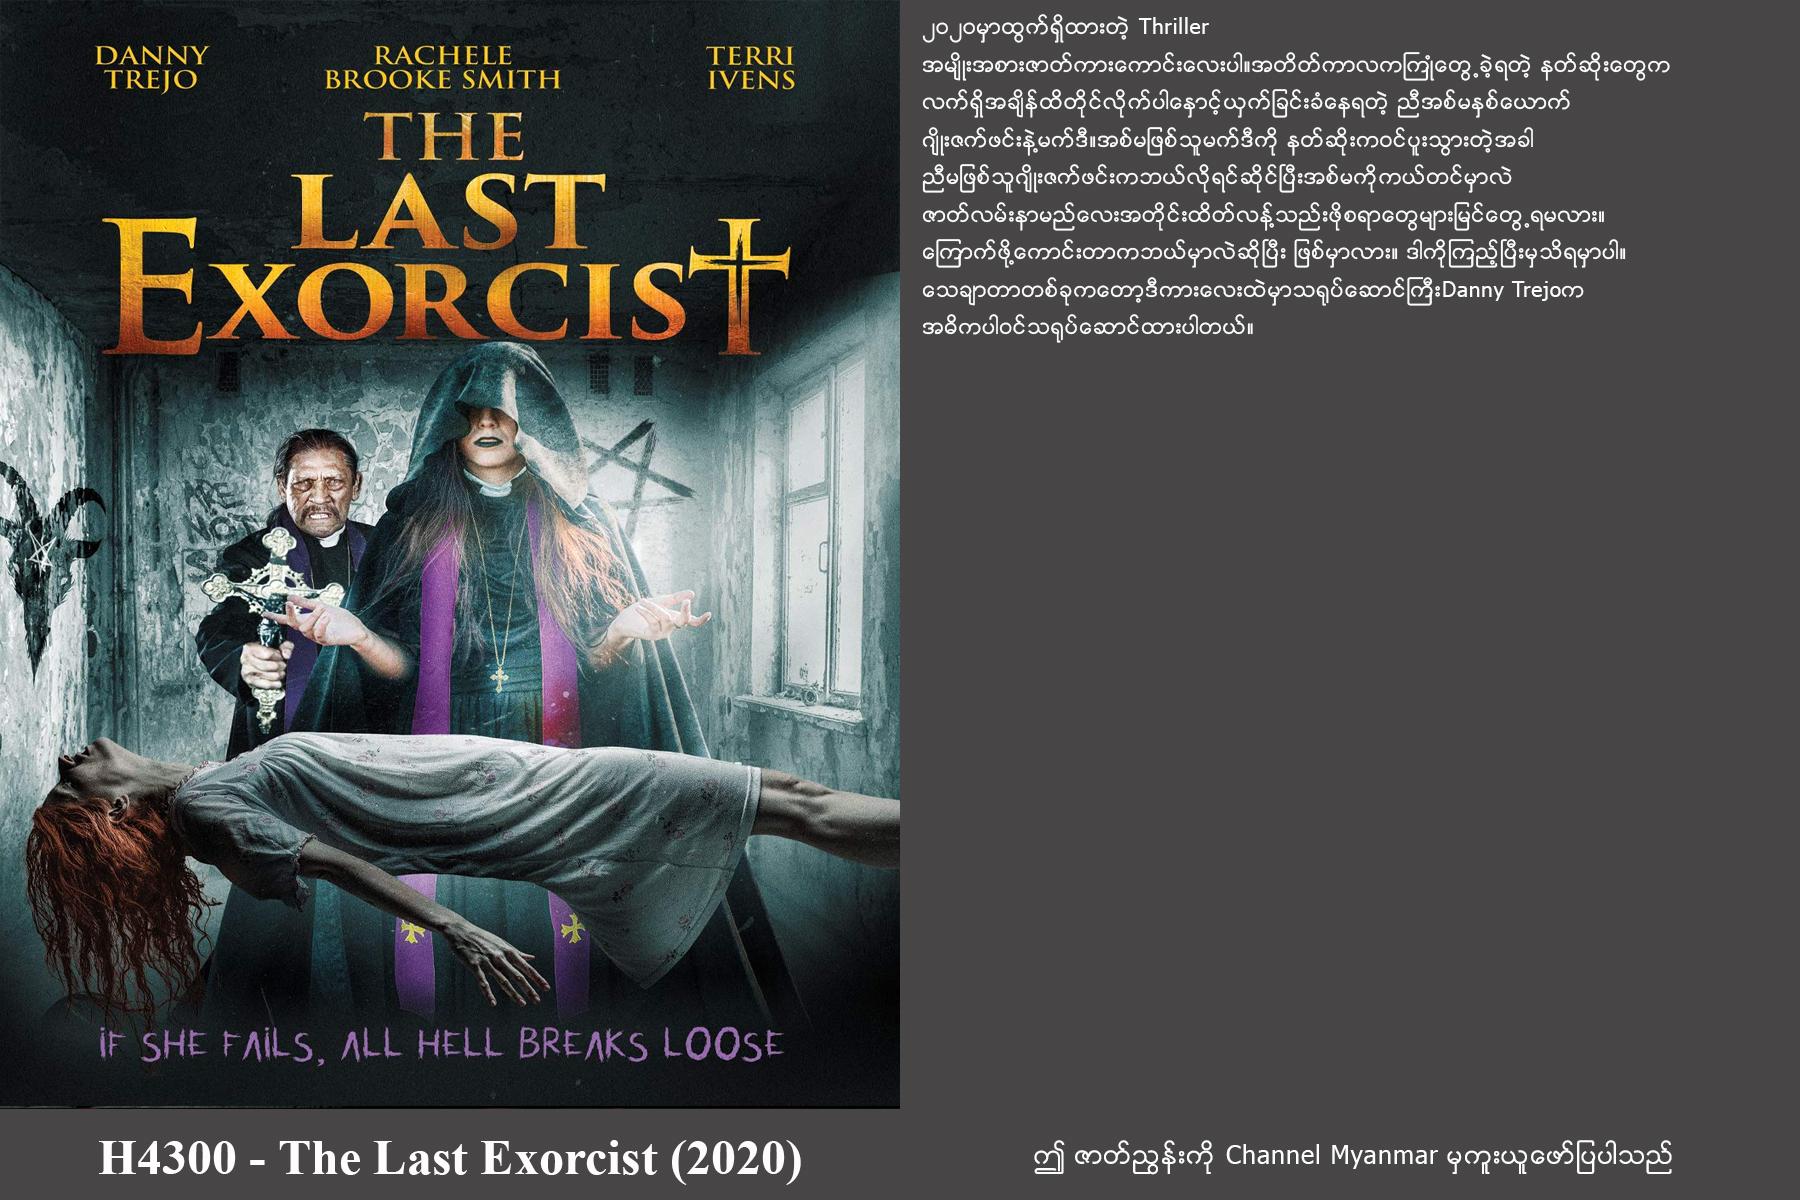 DANNY
TREJO
RACHELE
BROOKE SMITH
TERRI
IVENS
THE
LAST
EXORCIST
ARE
NOT
IF SHE FAILS, ALL HELL BREAKS LOOSE
H4300 - The Last Exorcist (2020)
၂၀၂၀မှာထွက်ရှိထားတဲ့ Thriller
အမျိုးအစားဇာတ်ကားကောင်းလေးပါ။အတိတ်ကာလကကြုံတွေ့ခဲ့ရတဲ့ နတ်ဆိုးတွေက
လက်ရှိအချိန်ထိတိုင်လိုက်ပါနှောင့်ယှက်ခြင်းခံနေရတဲ့ ညီအစ်မနှစ်ယောက်
ဂျိုးဇက်ဖင်းနဲ့မက်ဒီ။အစ်မဖြစ်သူမက်ဒီကို နတ်ဆိုးကဝင်ပူးသွားတဲ့အခါ
ညီမဖြစ်သူဂျိုးဇက်ဖင်းကဘယ်လိုရင်ဆိုင်ပြီးအစ်မကိုကယ်တင်မှာလဲ
ဇာတ်လမ်းနာမည်လေးအတိုင်းထိတ်လန့်သည်းဖိုစရာတွေများမြင်တွေ့ရမလား။
ကြောက်ဖို့ကောင်းတာကဘယ်မှာလဲဆိုပြီး ဖြစ်မှာလား။ ဒါကိုကြည့်ပြီးမှသိရမှာပါ။
သေချာတာတစ်ခုကတော့ဒီကားလေးထဲမှာသရုပ်ဆောင်ကြီးDanny Trejoက
အဓိကပါဝင်သရုပ်ဆောင်ထားပါတယ်။
ဤ ဇာတ်ညွှန်းကို Channel Myanmar မှကူးယူဖော်ပြပါသည်